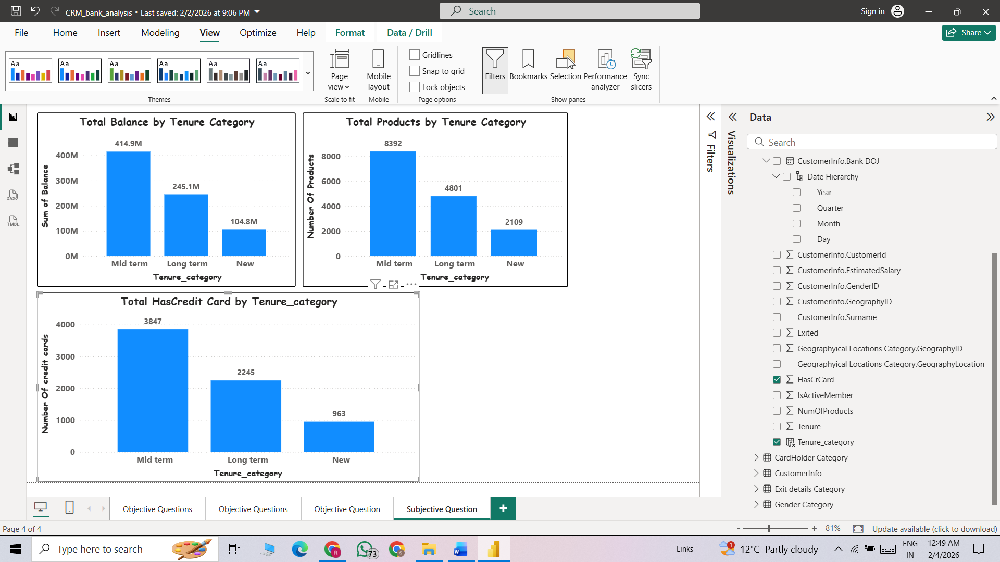 CRM_bank_analysis • Last saved: 2/2/2026 at 9:06 PM
Search
Sign in
File
Home
Insert
Modeling
View
Optimize
Help
Format
Data / Drill
Share
Aa
Aa
Aa
Aa
Aa
Aa
Themes
Page view
Scale to fit
Mobile layout
Mobile
Gridlines
Snap to grid
Lock objects
Page options
Filters
Bookmarks
Selection
Performance analyzer
Sync slicers
Show panes
DAX
TMDL
Total Balance by Tenure Category
Sum of Balance
400M
300M
200M
100M
0M
414.9M
245.1M
104.8M
Mid term
Long term
New
Tenure_category
Total Products by Tenure Category
Number Of Products
8000
6000
4000
2000
0
8392
4801
2109
Mid term
Long term
New
Tenure_category
Total HasCredit Card by Tenure_category
Number Of credit cards
4000
3000
2000
1000
0
3847
2245
963
Mid term
Long term
New
Tenure_category
Filters
Visualizations
Data
Search
CustomerInfo.Bank DOJ
Date Hierarchy
Year
Quarter
Month
Day
CustomerInfo.CustomerId
CustomerInfo.EstimatedSalary
CustomerInfo.GenderID
CustomerInfo.GeographyID
CustomerInfo.Surname
Exited
Geographyical Locations Category.GeographyID
Geographyical Locations Category.GeographyLocation
HasCrCard
IsActiveMember
NumOfProducts
Tenure
Tenure_category
CardHolder Category
CustomerInfo
Exit details Category
Gender Category
Objective Questions
Objective Questions
Objective Question
Subjective Question
Page 4 of 4
81%
Update available (click to download)
Type here to search
R
73
S
Links
1
12°C Partly cloudy
ENG
IN
12:49 AM
2/4/2026